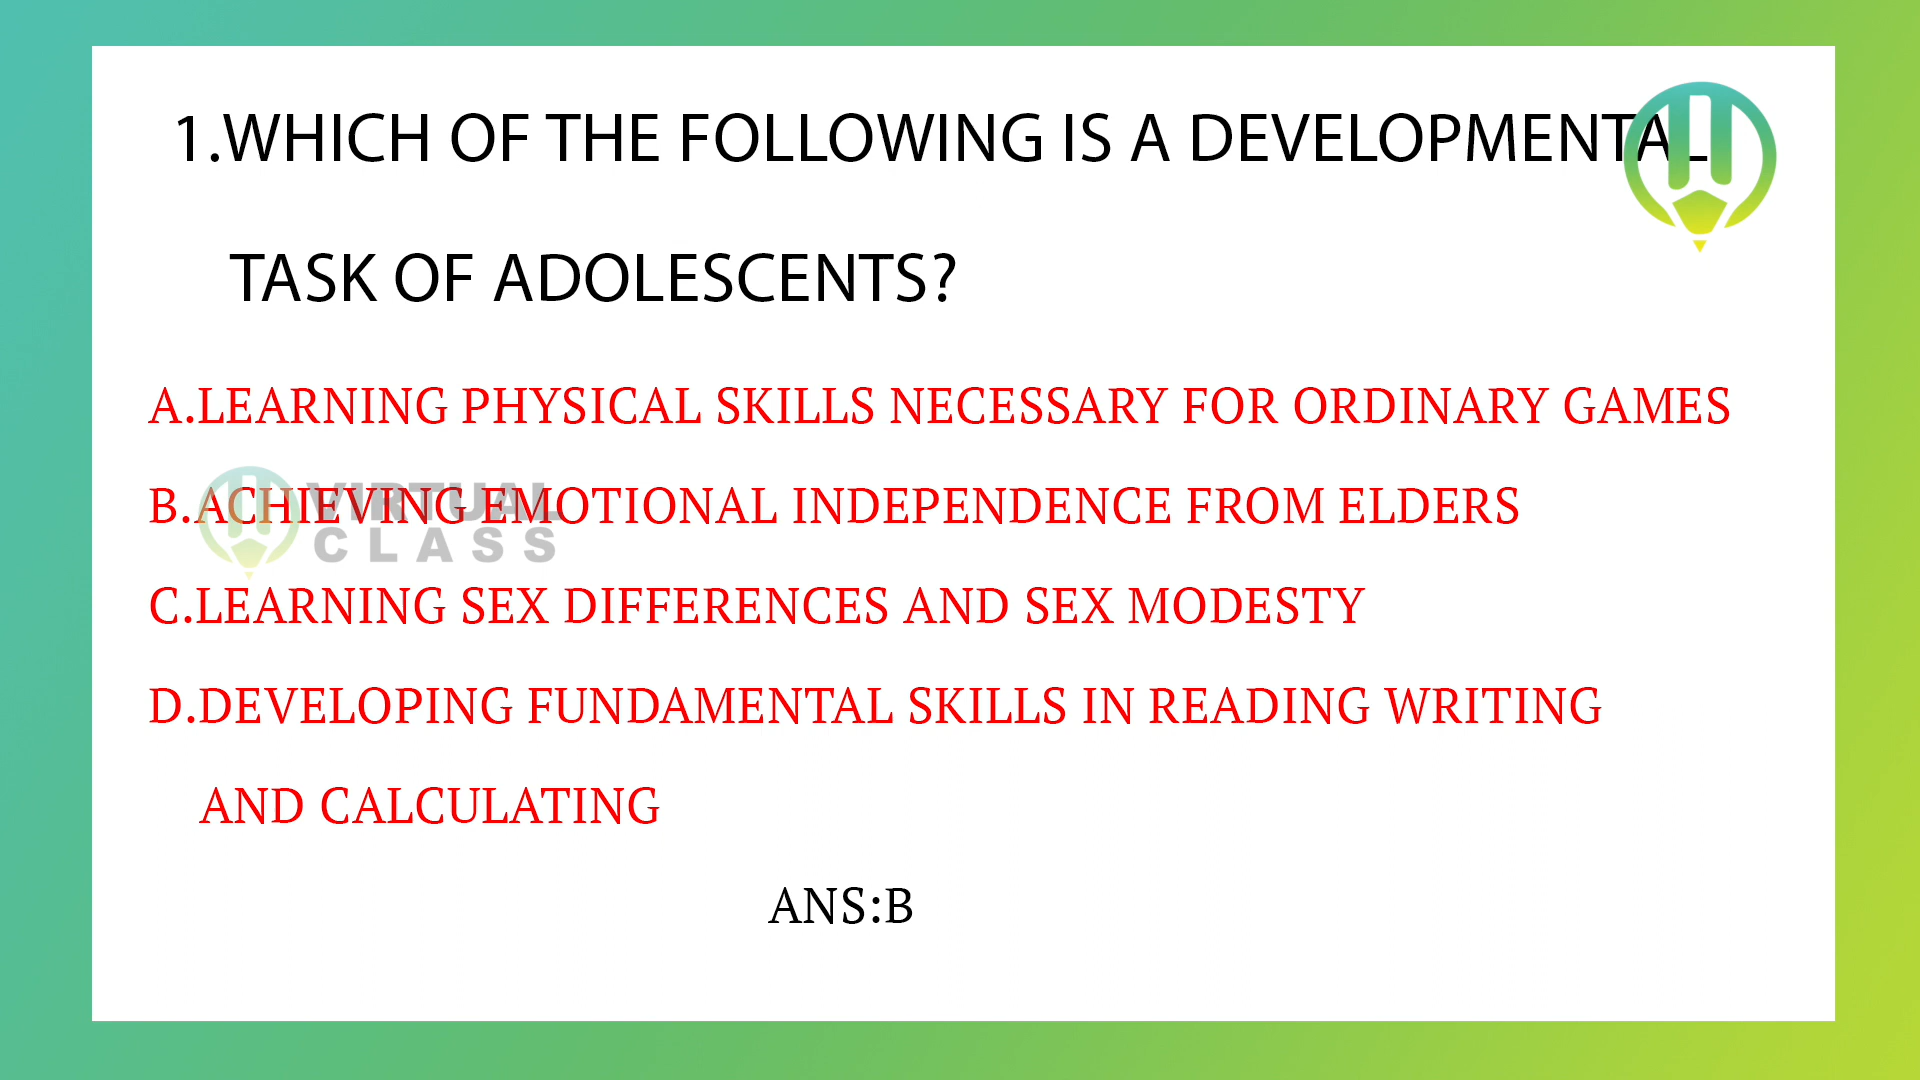 1.WHICH OF THE FOLLOWING IS A DEVELOPMENTAL
TASK OF ADOLESCENTS?
A.LEARNING PHYSICAL SKILLS NECESSARY FOR ORDINARY GAMES
B.ACHIEVING EMOTIONAL INDEPENDENCE FROM ELDERS
VIRTUAL
CLASS
C.LEARNING SEX DIFFERENCES AND SEX MODESTY
D.DEVELOPING FUNDAMENTAL SKILLS IN READING WRITING
AND CALCULATING
ANS:B